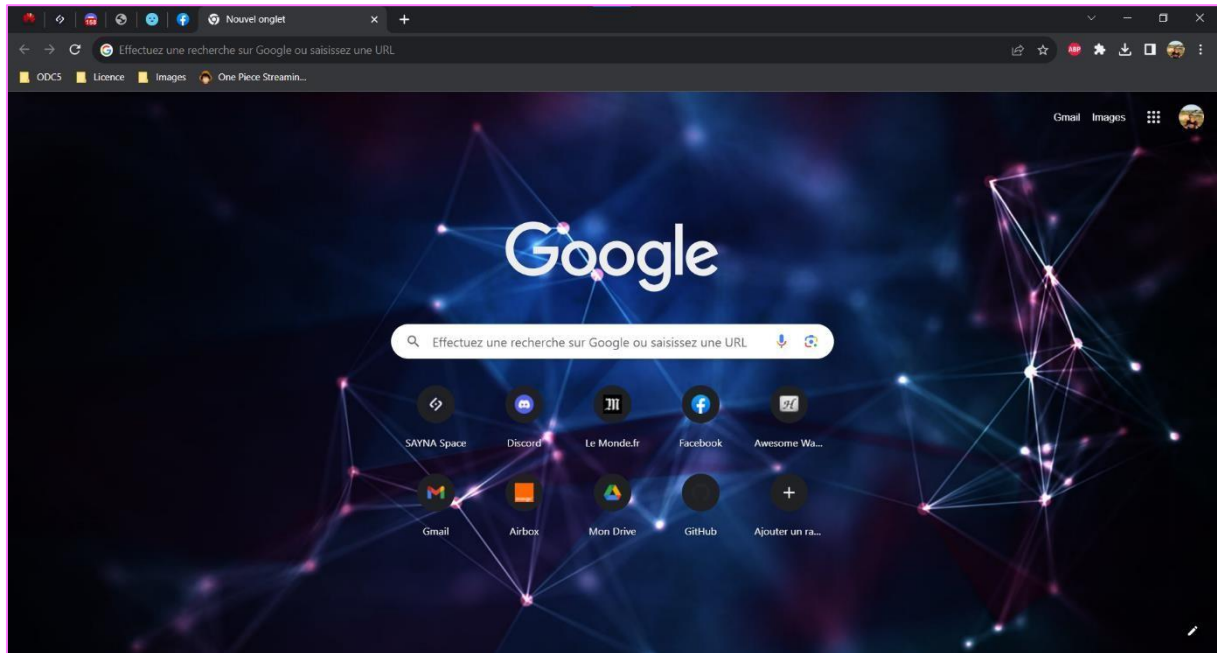 158
Nouvel onglet
Effectuez une recherche sur Google ou saisissez une URL
ABP
ODC5 Licence Images One Piece Streamin...
Gmail Images
Google
Effectuez une recherche sur Google ou saisissez une URL
SAYNA Space Discord Le Monde.fr Facebook Awesome Wa...
Gmail Airbox Mon Drive GitHub Ajouter un ra...